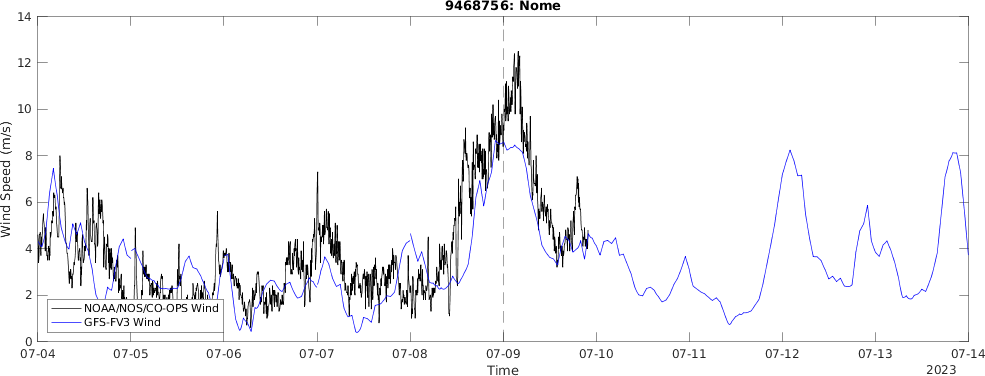 9468756: Nome
Wind Speed (m/s)
14
12
10
8
6
4
2
0
NOAA/NOS/CO-OPS Wind
GFS-FV3 Wind
07-04 07-05 07-06 07-07 07-08 07-09 07-10 07-11 07-12 07-13 07-14
Time
2023